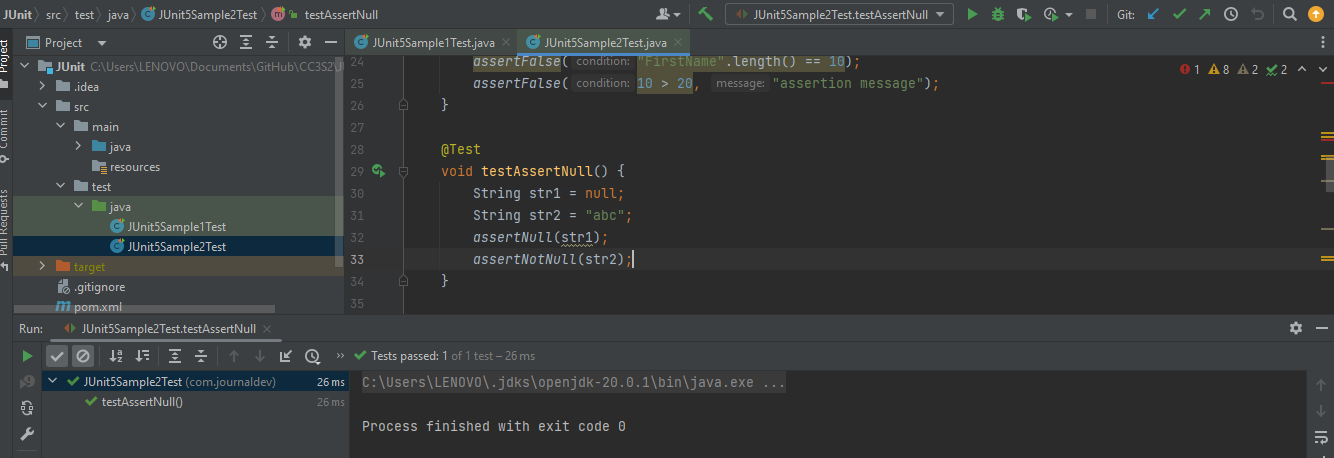 JUnit src test java JUnit5Sample2Test testAssertNull JUnit5Sample2Test.testAssertNull Git:
Project JUnit5Sample1Test.java JUnit5Sample2Test.java
Project
Commit
Pull Requests
JUnit C:\Users\LENOVO\Documents\GitHub\CC3S2\
.idea
src
main
java
resources
test
java
JUnit5Sample1Test
JUnit5Sample2Test
target
.gitignore
pom.xml
1 8 2 2
24 assertFalse( condition: "FirstName".length() == 10);
25 assertFalse( condition: 10 > 20, message: "assertion message");
26 }
27
28 @Test
29 void testAssertNull() {
30 String str1 = null;
31 String str2 = "abc";
32 assertNull(str1);
33 assertNotNull(str2);
34 }
35
Run: JUnit5Sample2Test.testAssertNull
Tests passed: 1 of 1 test – 26 ms
JUnit5Sample2Test (com.journaldev) 26 ms
testAssertNull() 26 ms
C:\Users\LENOVO\.jdks\openjdk-20.0.1\bin\java.exe ...
Process finished with exit code 0